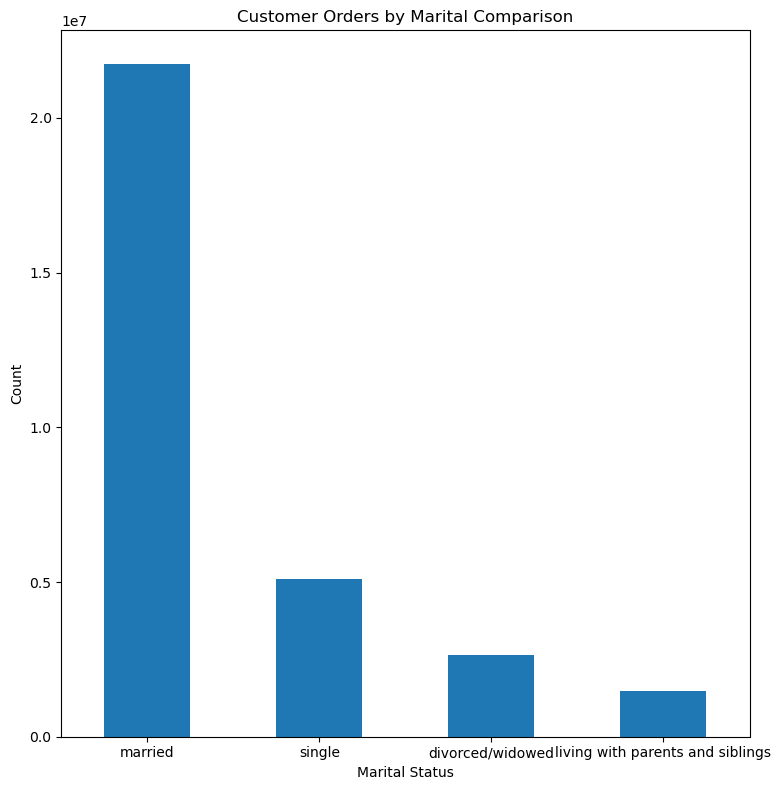 Customer Orders by Marital Comparison
1e7
2.0
1.5
1.0
0.5
0.0
Count
married single divorced/widowed living with parents and siblings
Marital Status